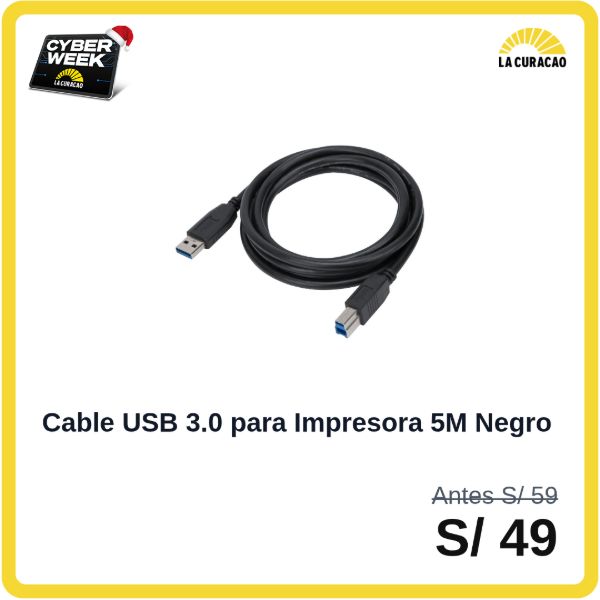 CYBER
WEEK
LA CURACAO
LA CURACAO
Cable USB 3.0 para Impresora 5M Negro
Antes S/ 59
S/ 49